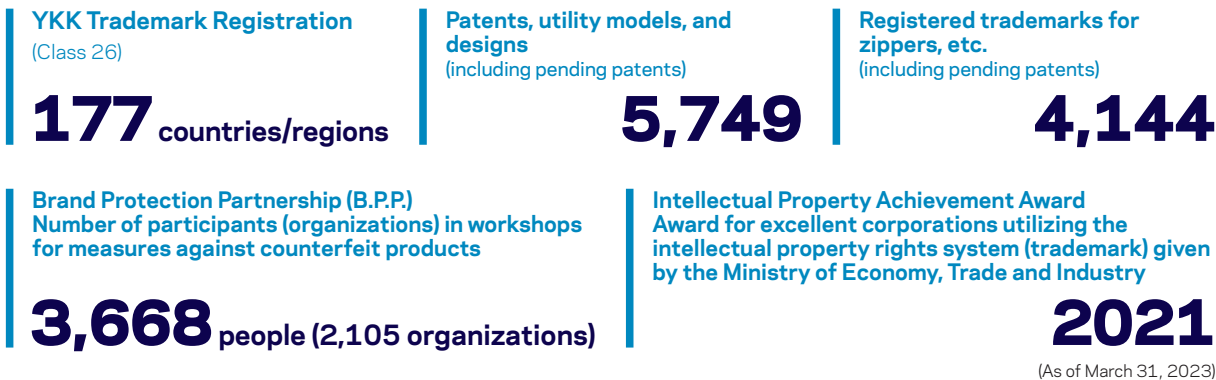 YKK Trademark Registration
(Class 26)
177 countries/regions
Patents, utility models, and
designs
(including pending patents)
5,749
Registered trademarks for
zippers, etc.
(including pending patents)
4,144
Brand Protection Partnership (B.P.P.)
Number of participants (organizations) in workshops
for measures against counterfeit products
3,668 people (2,105 organizations)
Intellectual Property Achievement Award
Award for excellent corporations utilizing the
intellectual property rights system (trademark) given
by the Ministry of Economy, Trade and Industry
2021
(As of March 31, 2023)